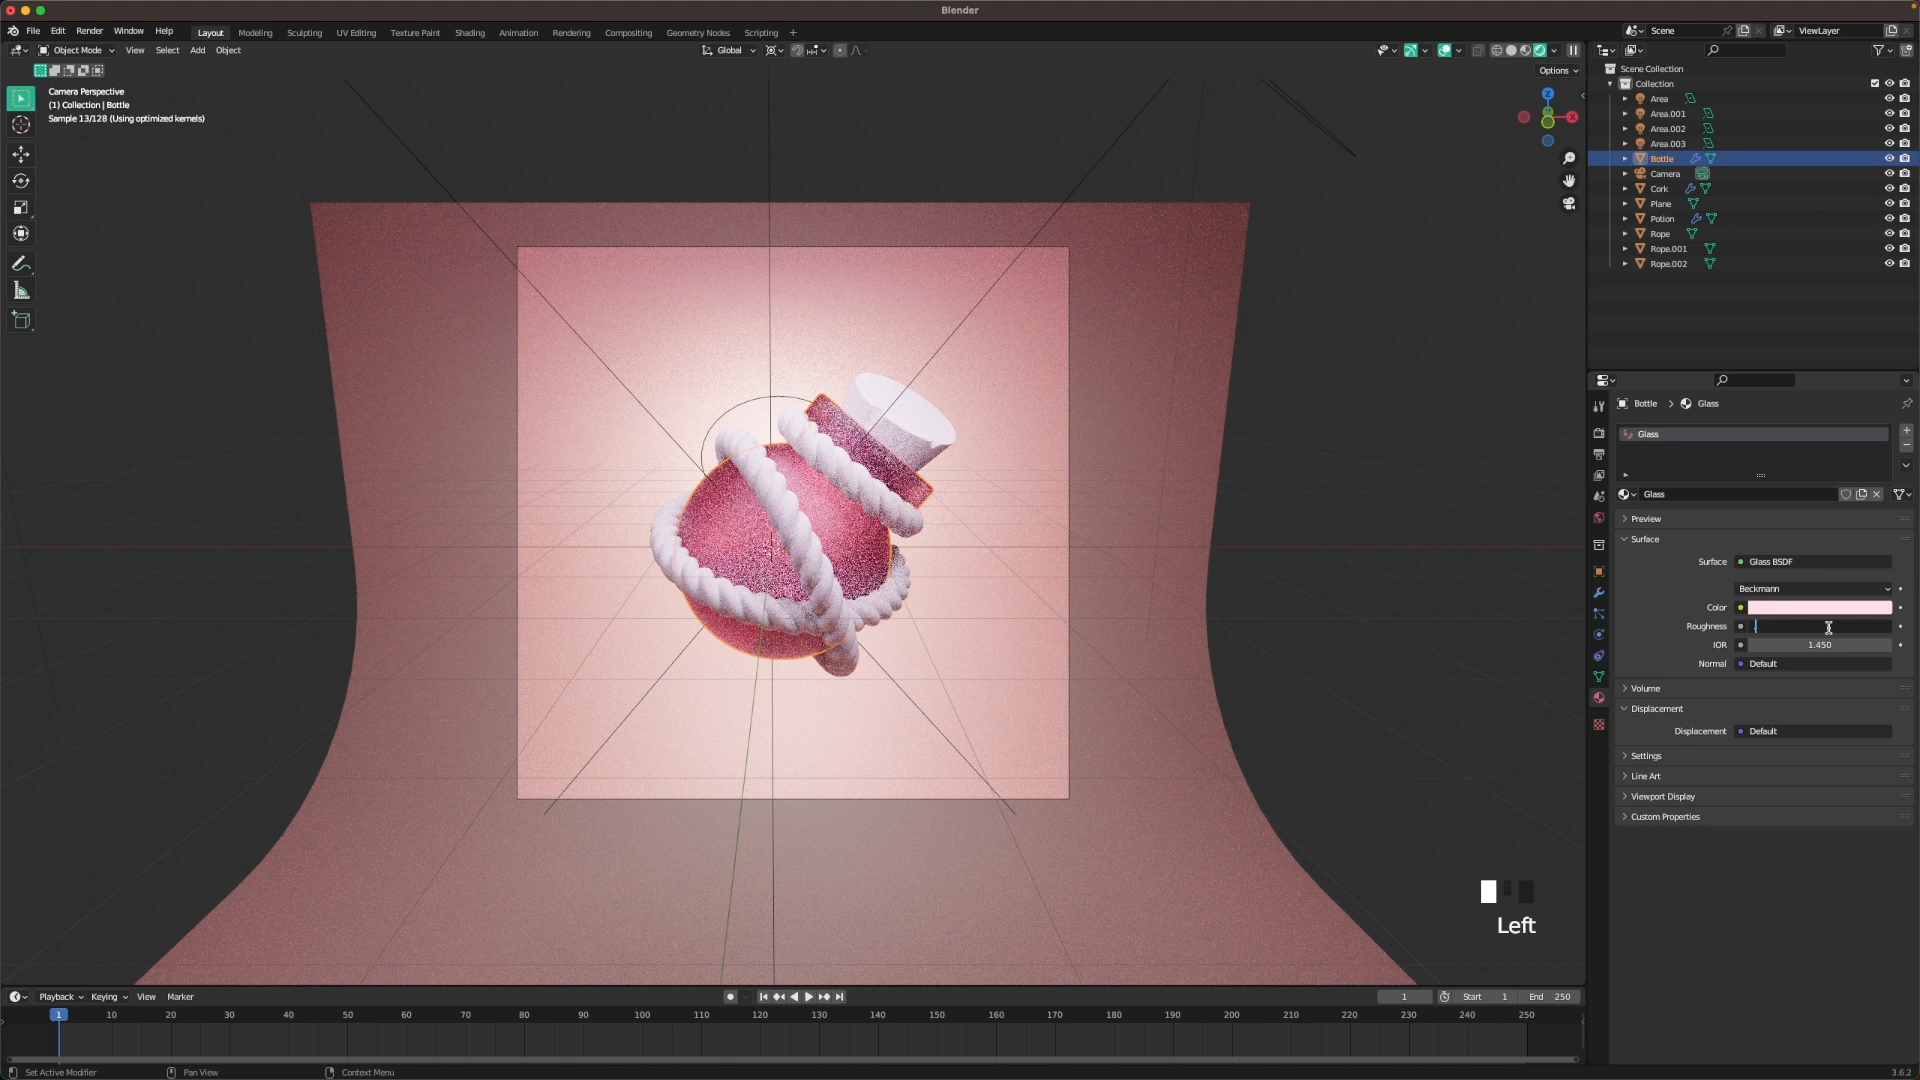 Blender
File Edit Render Window Help Layout Modeling Sculpting UV Editing Texture Paint Shading Animation Rendering Compositing Geometry Nodes Scripting + Scene ViewLayer
Object Mode View Select Add Object Global
Options
Camera Perspective
(1) Collection | Bottle
Sample 13/128 (Using optimized kernels)
Z
X
Scene Collection
Collection
Area
Area.001
Area.002
Area.003
Bottle
Camera
Cork
Plane
Potion
Rope
Rope.001
Rope.002
Bottle > Glass
Glass
Glass
Preview
Surface
Surface Glass BSDF
Beckmann
Color
Roughness
IOR 1.450
Normal Default
Volume
Displacement
Displacement Default
Settings
Line Art
Viewport Display
Custom Properties
Left
Playback Keying View Marker 1 Start 1 End 250
1 10 20 30 40 50 60 70 80 90 100 110 120 130 140 150 160 170 180 190 200 210 220 230 240 250
Set Active Modifier Pan View Context Menu 3.6.2